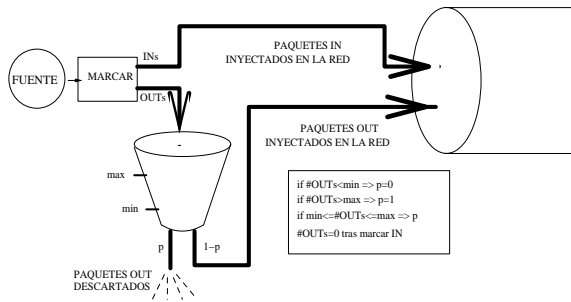 INs
PAQUETES IN
INYECTADOS EN LA RED
FUENTE
MARCAR
OUTs
PAQUETES OUT
INYECTADOS EN LA RED
max
min
if #OUTs<min => p=0
if #OUTs>max => p=1
if min<=#OUTs<=max => p
#OUTs=0 tras marcar IN
p
1−p
PAQUETES OUT
DESCARTADOS